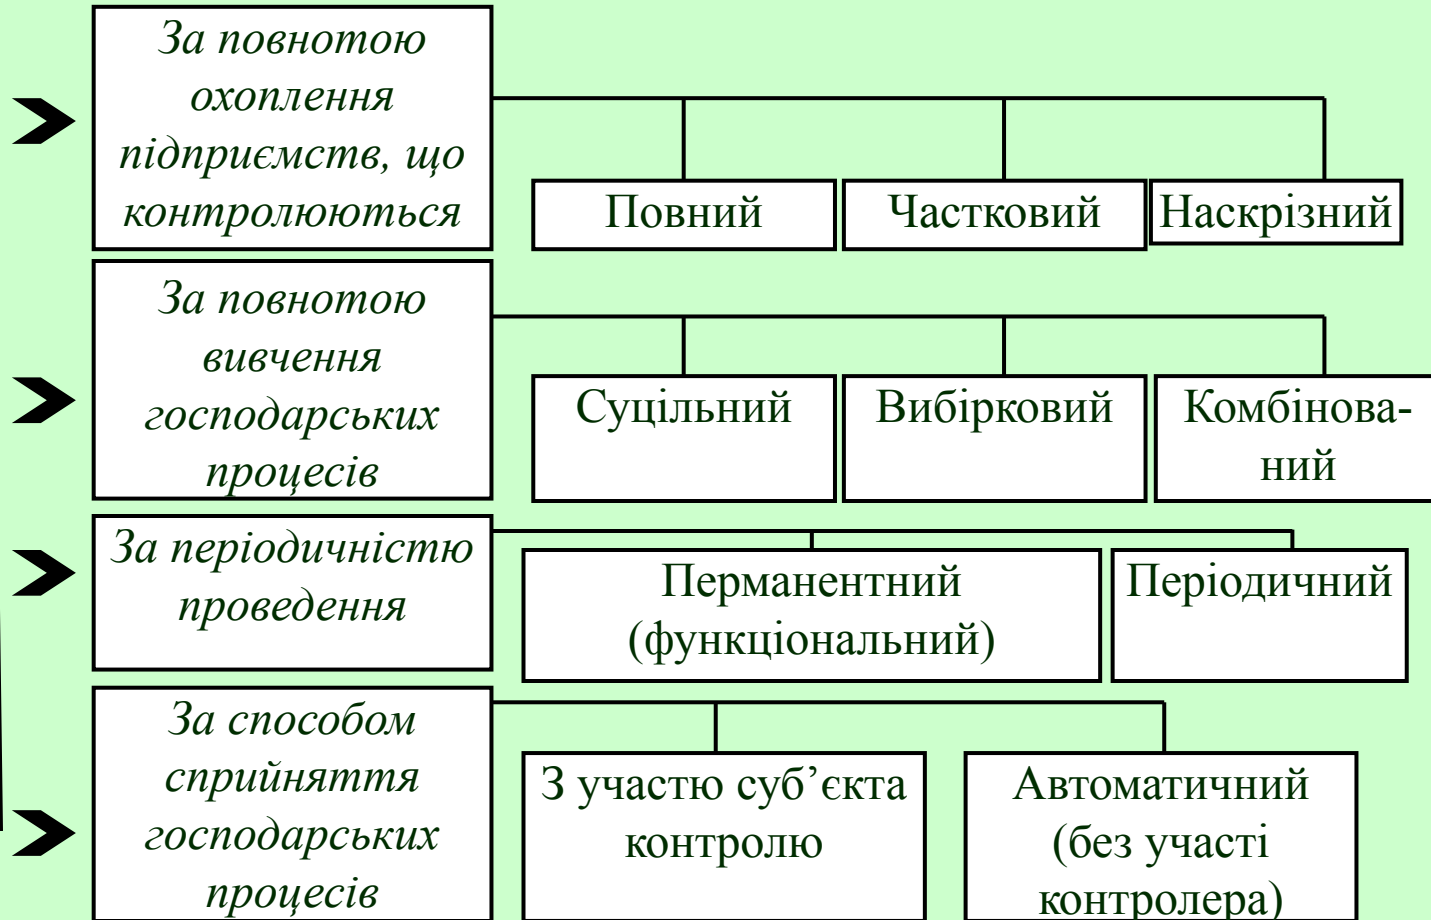 За повнотою
охоплення
підприємств, що
контролюються
Повний
Частковий
Наскрізний
За повнотою
вивчення
господарських
процесів
Суцільний
Вибірковий
Комбінова-
ний
За періодичністю
проведення
Перманентний
(функціональний)
Періодичний
За способом
сприйняття
господарських
процесів
З участю суб’єкта
контролю
Автоматичний
(без участі
контролера)